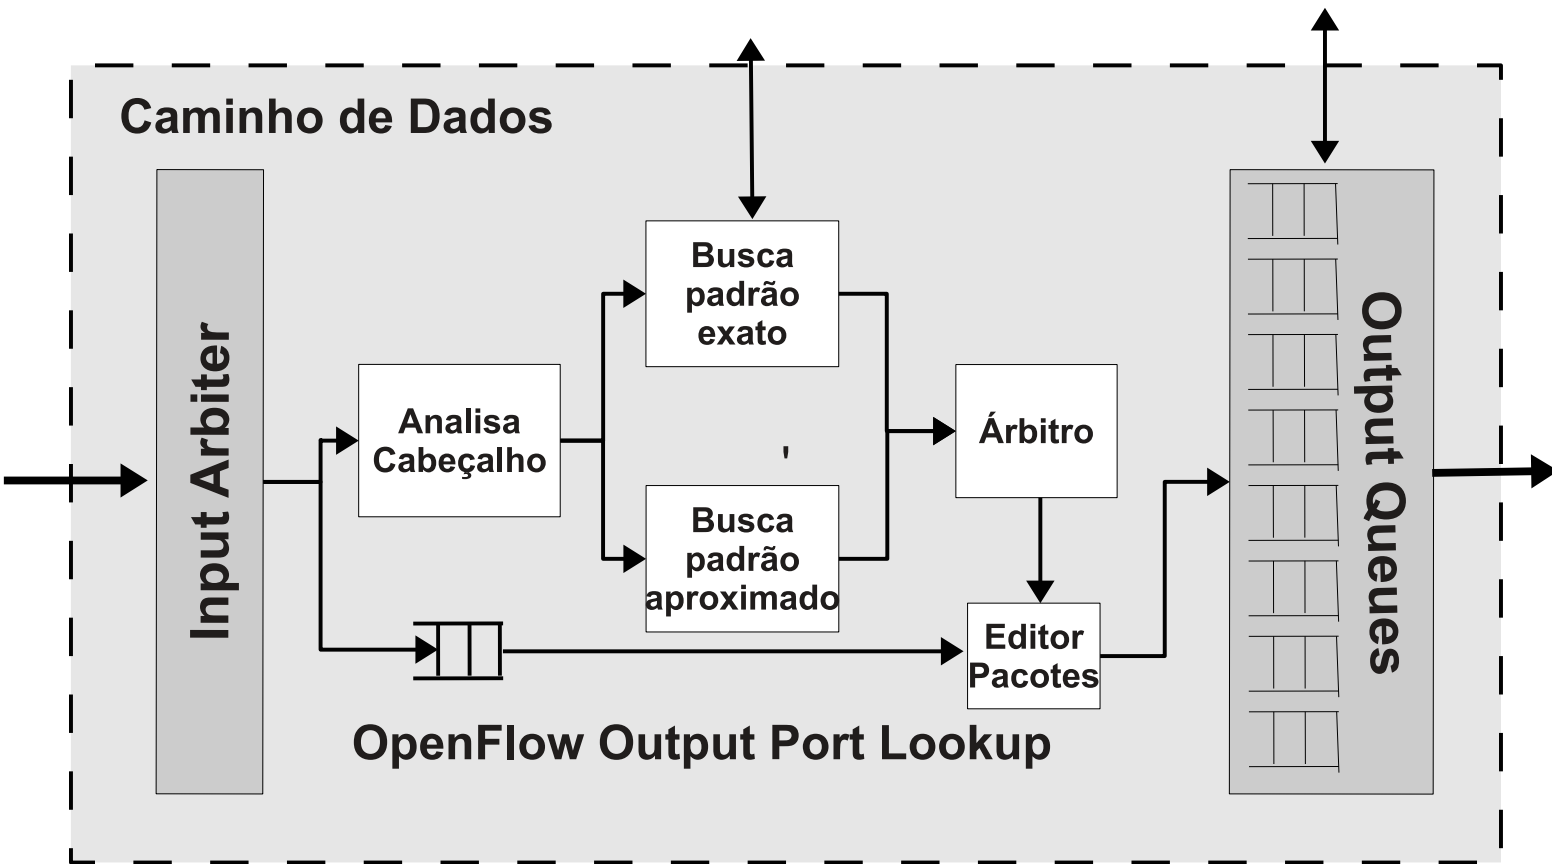 Caminho de Dados
Input Arbiter
Analisa
Cabeçalho
Busca
padrão
exato
'
Busca
padrão
aproximado
Árbitro
Editor
Pacotes
Output Queues
OpenFlow Output Port Lookup